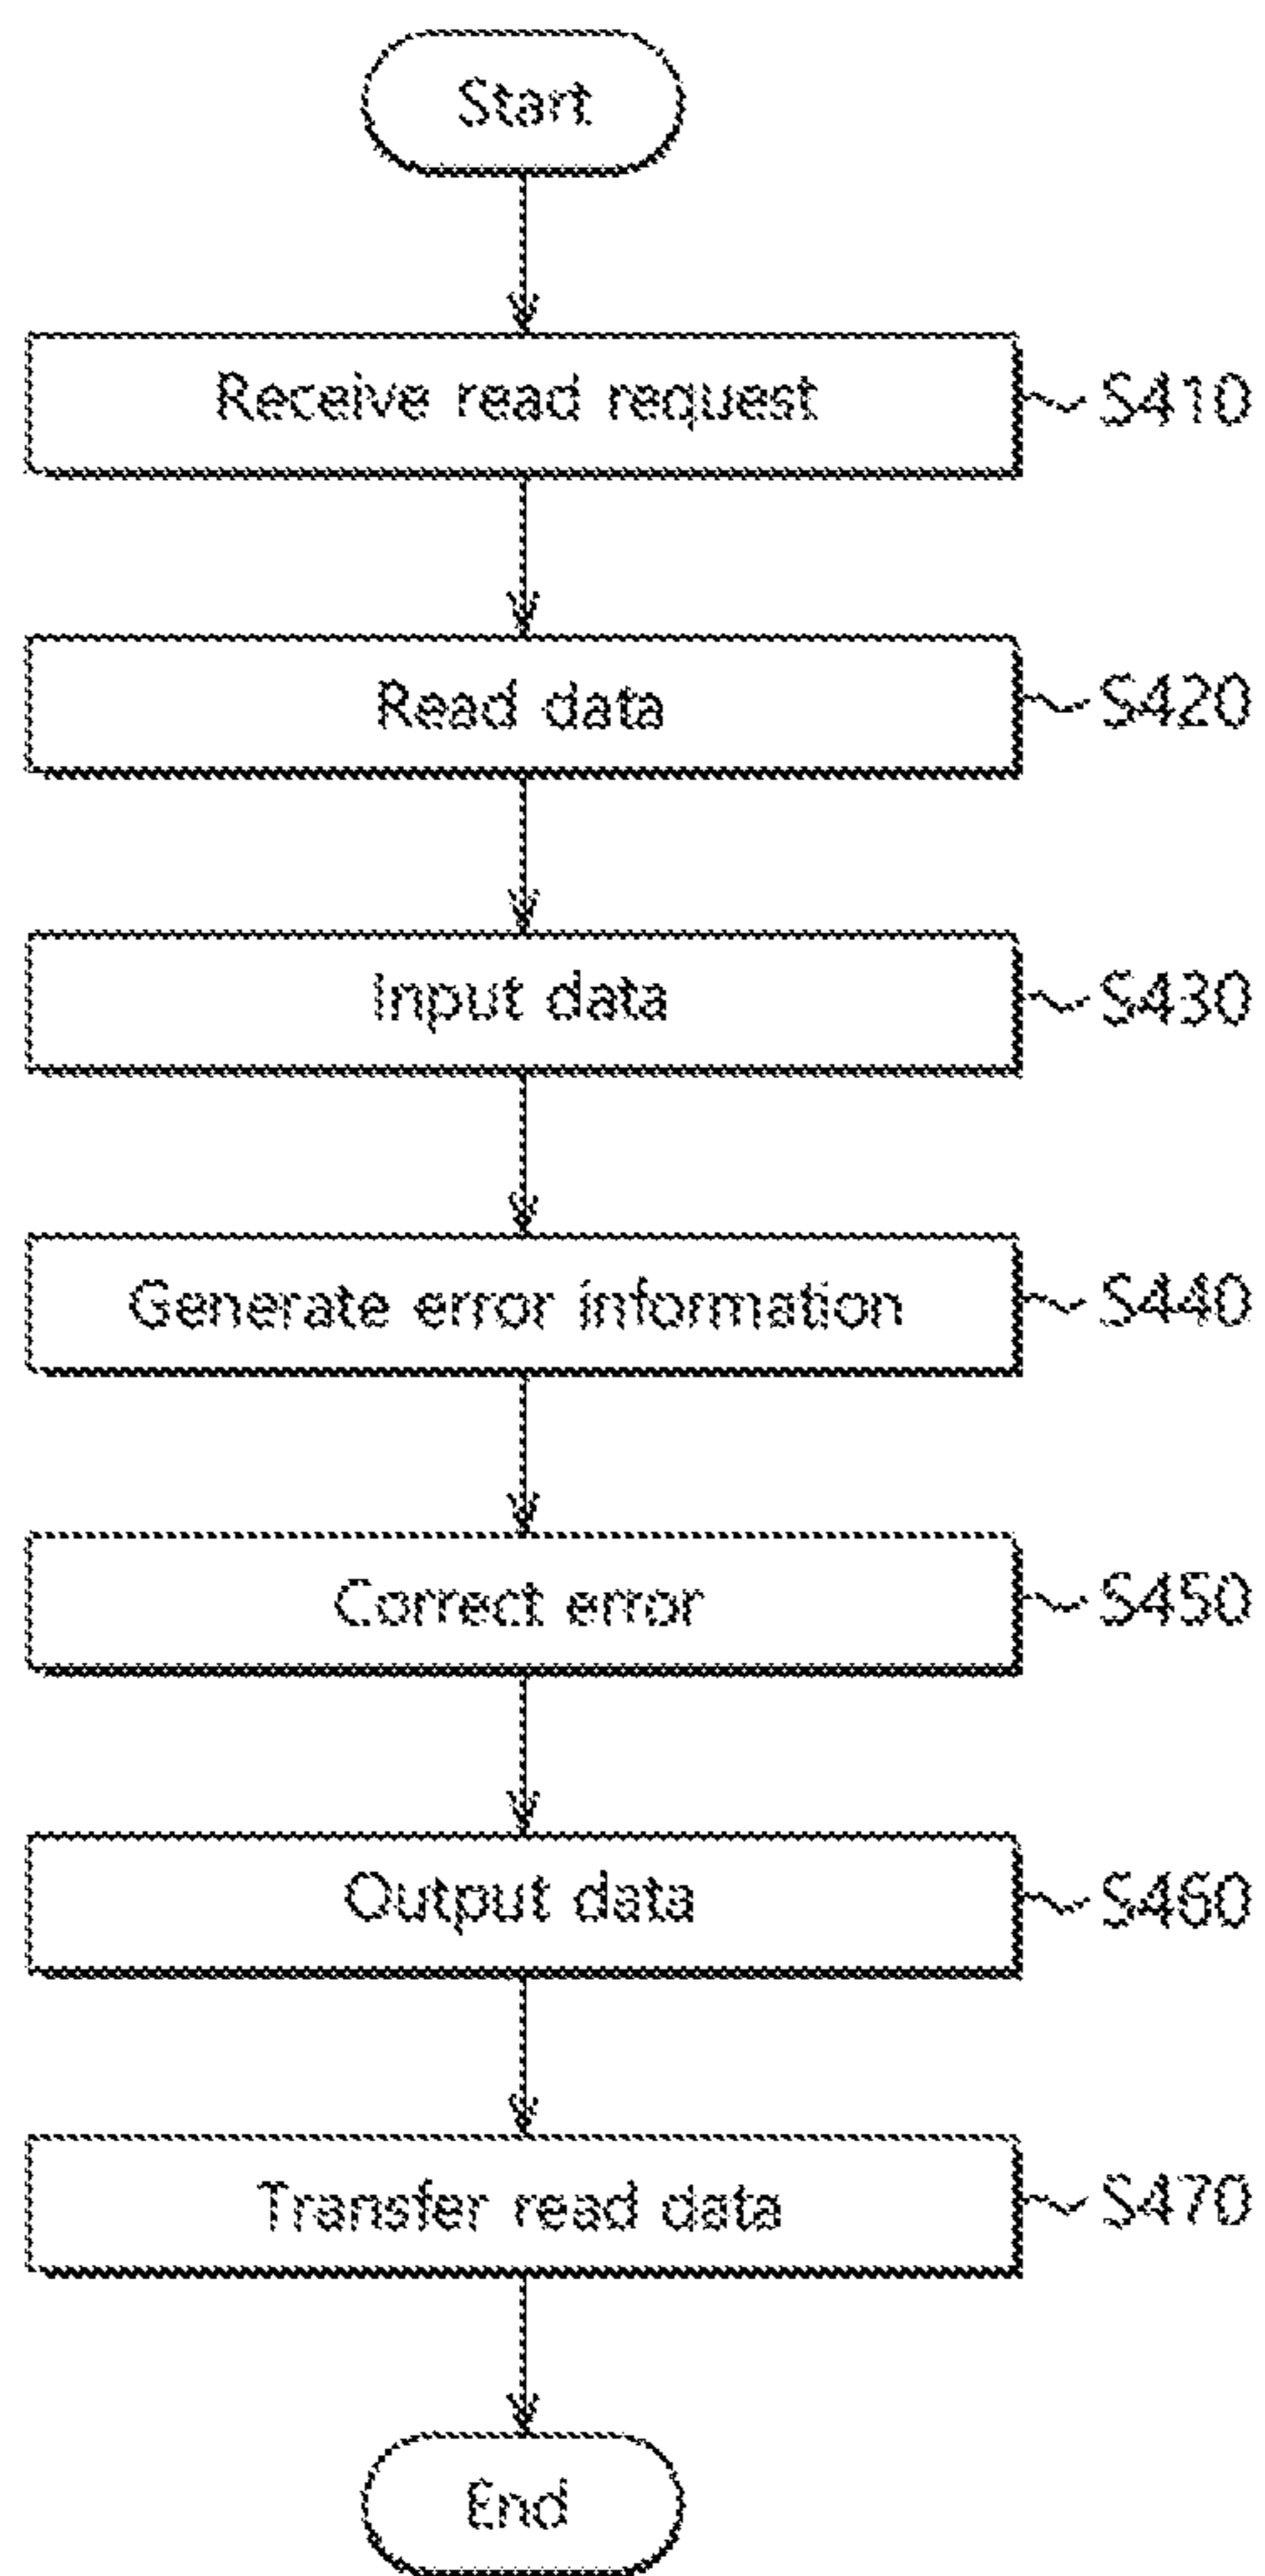 Start
Receive read request
S410
Read data
S420
Input data
S430
Generate error information
S440
Correct error
S450
Output data
S460
Transfer read data
S470
End